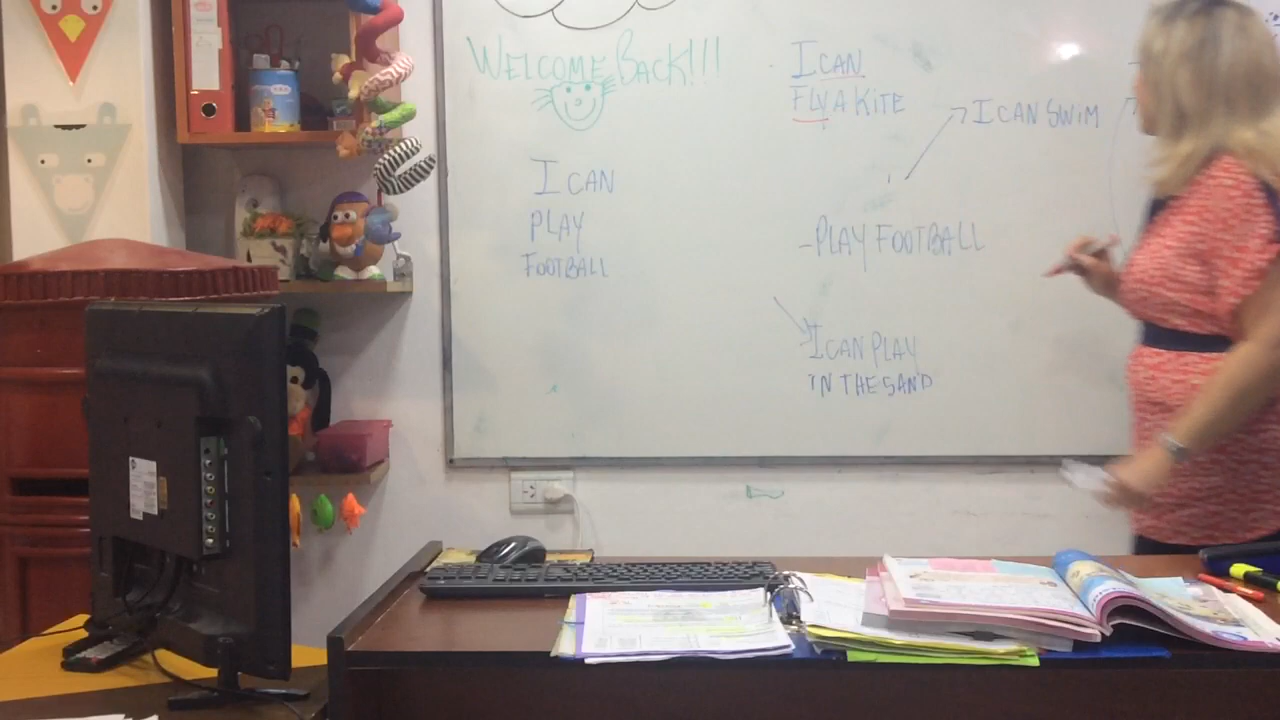 WELCOME BACK!!!
I CAN
PLAY
FOOTBALL
I CAN
FLY A KITE
I CAN SWIM
-PLAY FOOTBALL
I CAN PLAY
IN THE SAND